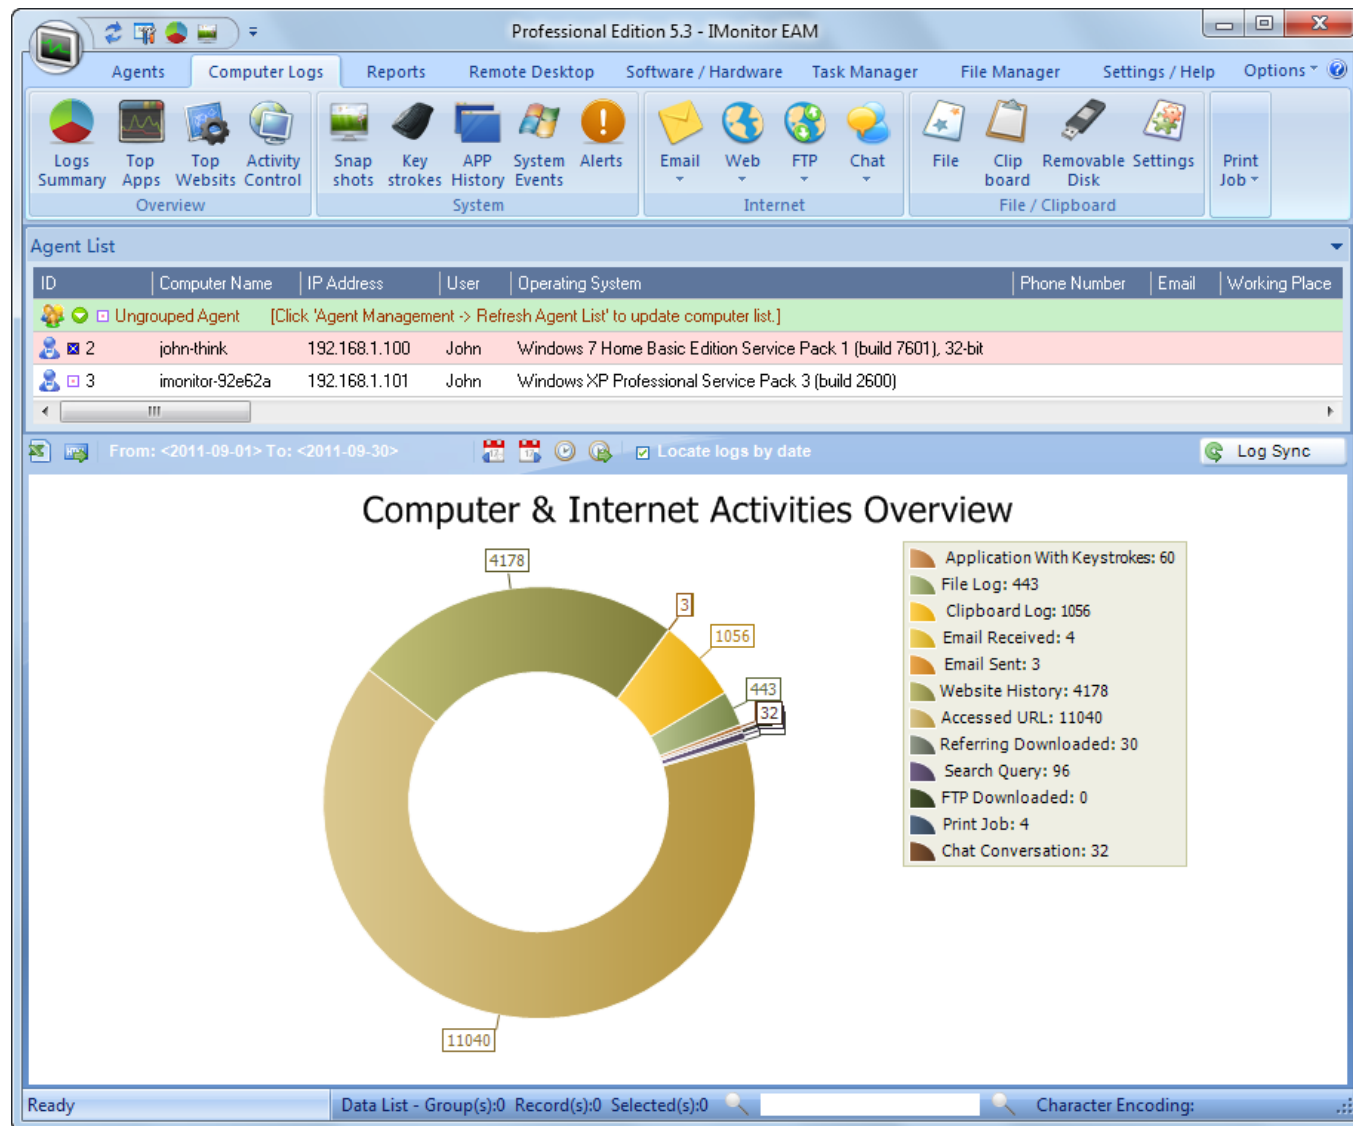 Professional Edition 5.3 - IMonitor EAM
Agents Computer Logs Reports Remote Desktop Software / Hardware Task Manager File Manager Settings / Help Options
Logs Summary Top Apps Top Websits Activity Control Snap shots Key strokes APP History System Events Alerts Email Web FTP Chat File Clip board Removable Disk Settings Print Job
Overview System Internet File / Clipboard
Agent List
ID Computer Name IP Address User Operating System Phone Number Email Working Place
Ungrouped Agent [Click 'Agent Management -> Refresh Agent List' to update computer list.]
2 john-think 192.168.1.100 John Windows 7 Home Basic Edition Service Pack 1 (build 7601), 32-bit
3 imonitor-92e62a 192.168.1.101 John Windows XP Professional Service Pack 3 (build 2600)
From: <2011-09-01> To: <2011-09-30> Locate logs by date Log Sync
Computer & Internet Activities Overview
4178
3
1056
443
32
11040
Application With Keystrokes: 60
File Log: 443
Clipboard Log: 1056
Email Received: 4
Email Sent: 3
Website History: 4178
Accessed URL: 11040
Referring Downloaded: 30
Search Query: 96
FTP Downloaded: 0
Print Job: 4
Chat Conversation: 32
Ready Data List - Group(s):0 Record(s):0 Selected(s):0 Character Encoding: